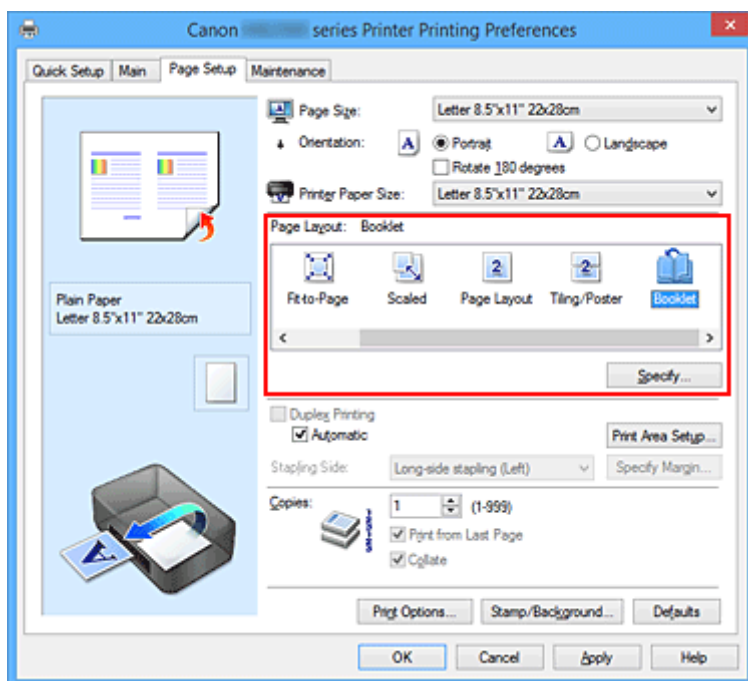 Canon series Printer Printing Preferences
Quick Setup Main Page Setup Maintenance
Page Size: Letter 8.5"x11" 22x28cm
Orientation: A Portrait A Landscape
Rotate 180 degrees
Printer Paper Size: Letter 8.5"x11" 22x28cm
Page Layout: Booklet
2 2
Fit-to-Page Scaled Page Layout Tiling/Poster Booklet
Plain Paper
Letter 8.5"x11" 22x28cm
Specify...
Duplex Printing
Automatic Print Area Setup...
Stapling Side: Long-side stapling (Left) Specify Margin...
Copies: 1 (1-999)
Print from Last Page
Collate
A
Print Options... Stamp/Background... Defaults
OK Cancel Apply Help